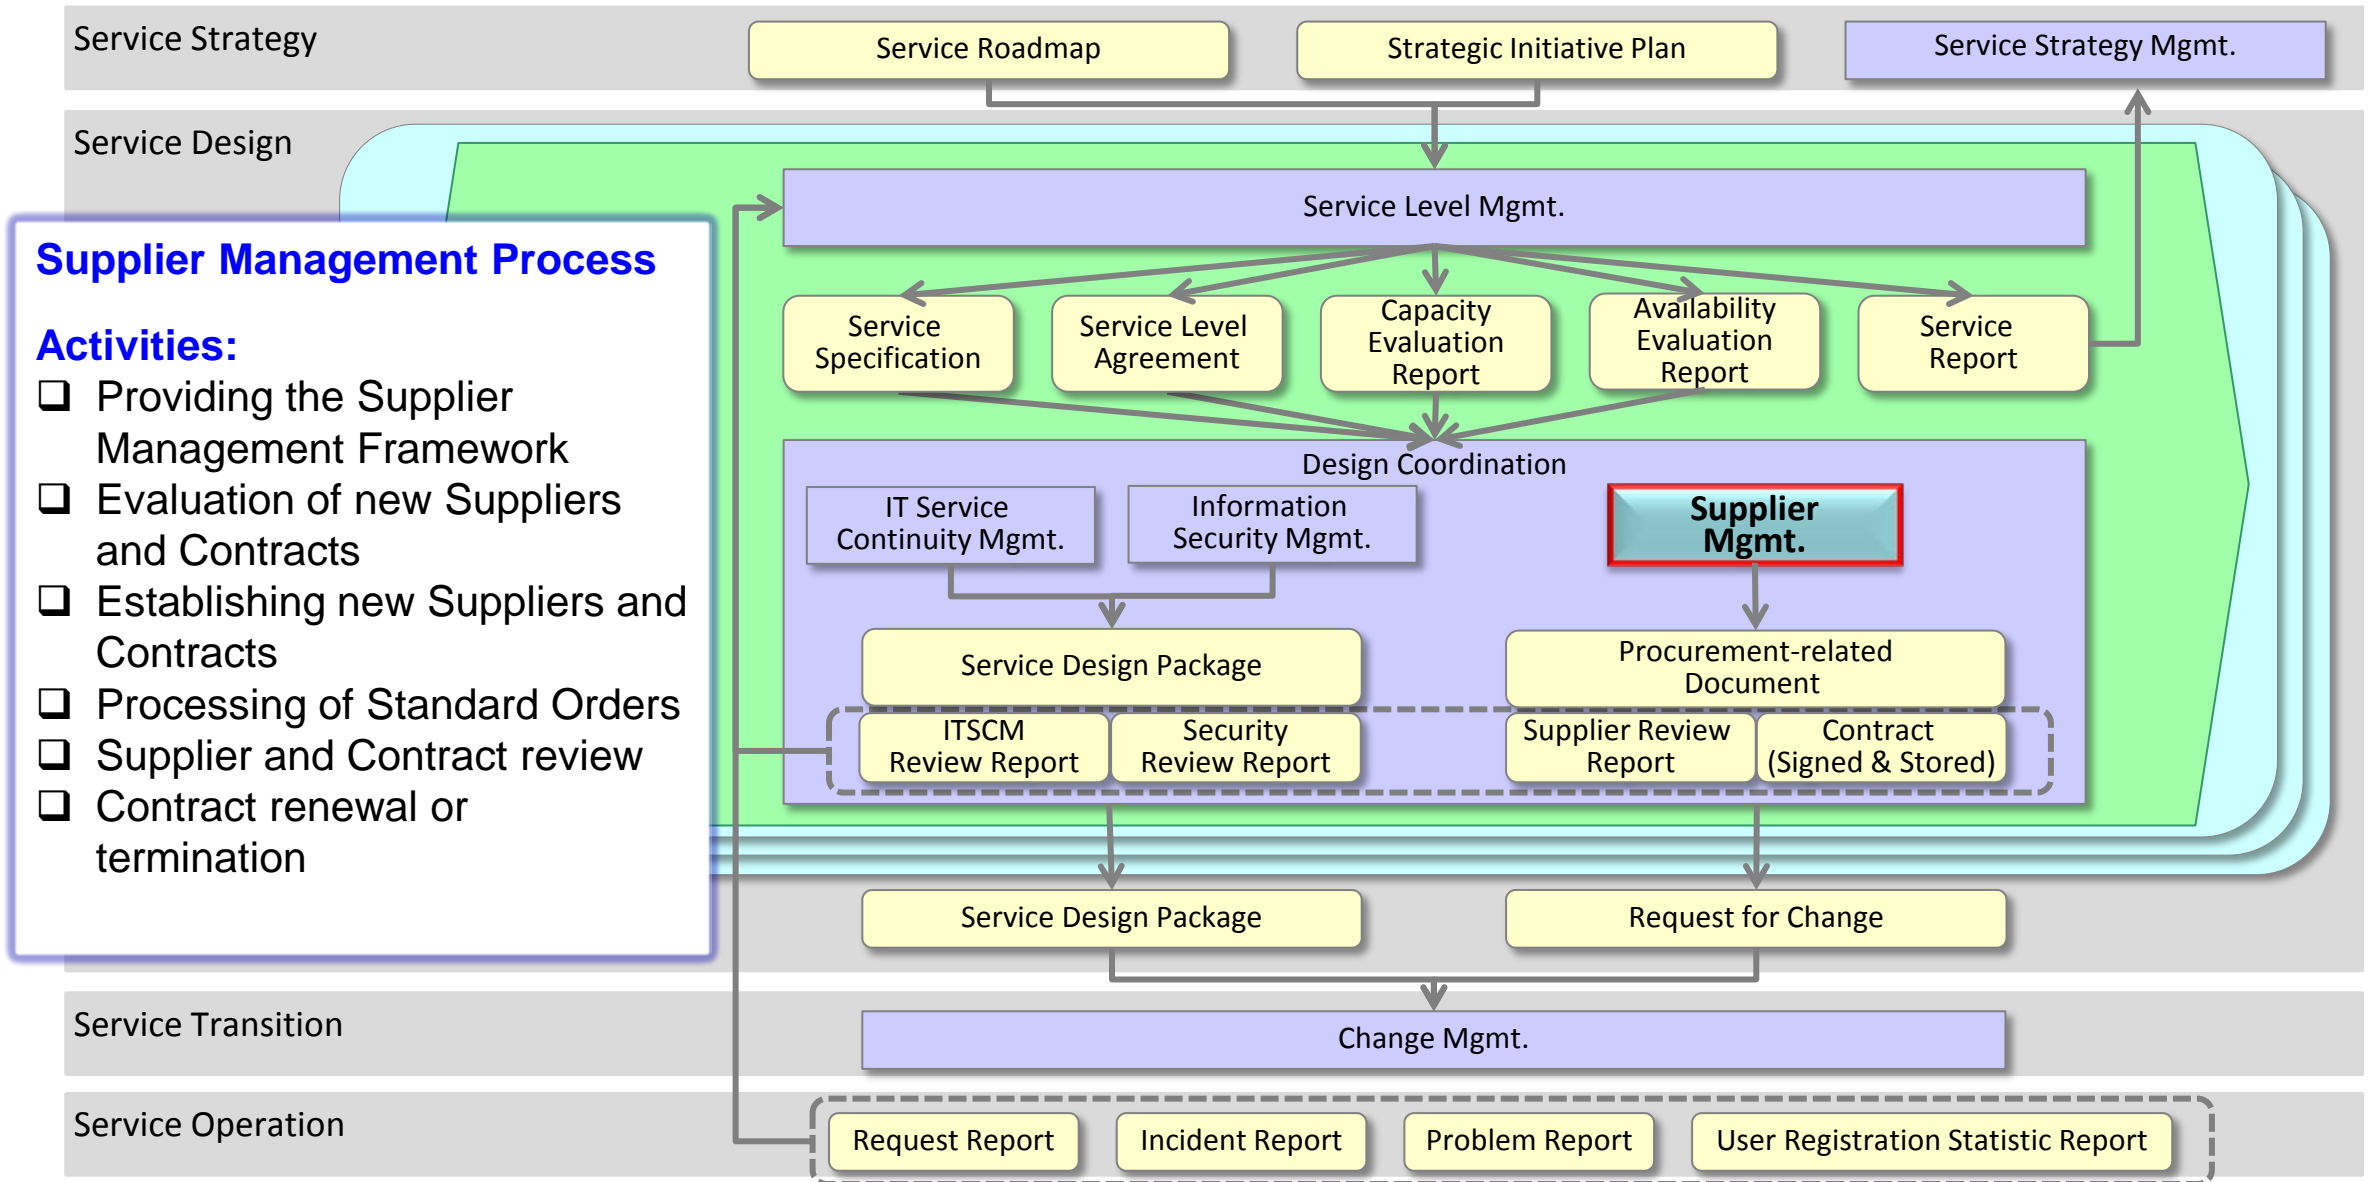 Service Strategy
Service Roadmap
Strategic Initiative Plan
Service Strategy Mgmt.
Service Design
Service Level Mgmt.
Supplier Management Process
Activities:
❑ Providing the Supplier
Management Framework
❑ Evaluation of new Suppliers
and Contracts
❑ Establishing new Suppliers and
Contracts
❑ Processing of Standard Orders
❑ Supplier and Contract review
❑ Contract renewal or
termination
Service
Specification
Service Level
Agreement
Capacity
Evaluation
Report
Availability
Evaluation
Report
Service
Report
Design Coordination
IT Service
Continuity Mgmt.
Information
Security Mgmt.
Supplier
Mgmt.
Service Design Package
Procurement-related
Document
ITSCM
Review Report
Security
Review Report
Supplier Review
Report
Contract
(Signed & Stored)
Service Design Package
Request for Change
Service Transition
Change Mgmt.
Service Operation
Request Report
Incident Report
Problem Report
User Registration Statistic Report